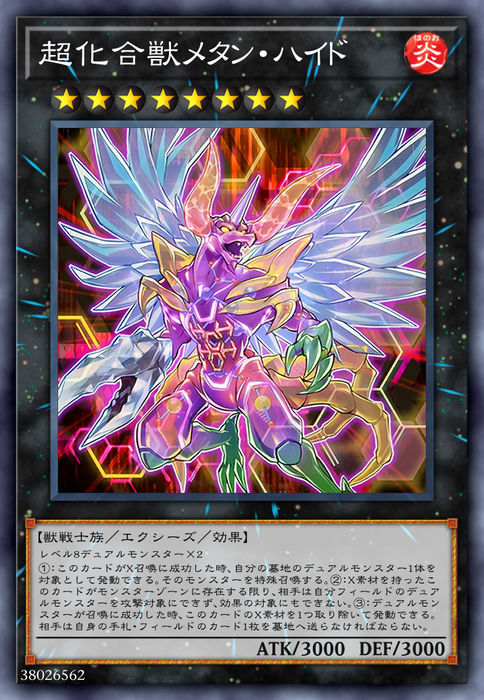 超化合獣メタン・ハイド
ほのお
炎
【獣戦士族／エクシーズ／効果】
レベル8デュアルモンスター×2
①:このカードがX召喚に成功した時、自分の墓地のデュアルモンスター1体を
対象として発動できる。そのモンスターを特殊召喚する。②:X素材を持ったこ
のカードがモンスターゾーンに存在する限り、相手は自分フィールドのデュア
ルモンスターを攻撃対象にできず、効果の対象にもできない。③:デュアルモン
スターが召喚に成功した時、このカードのX素材を1つ取り除いて発動できる。
相手は自身の手札・フィールドのカード1枚を墓地へ送らなければならない。
ATK/3000 DEF/3000
38026562